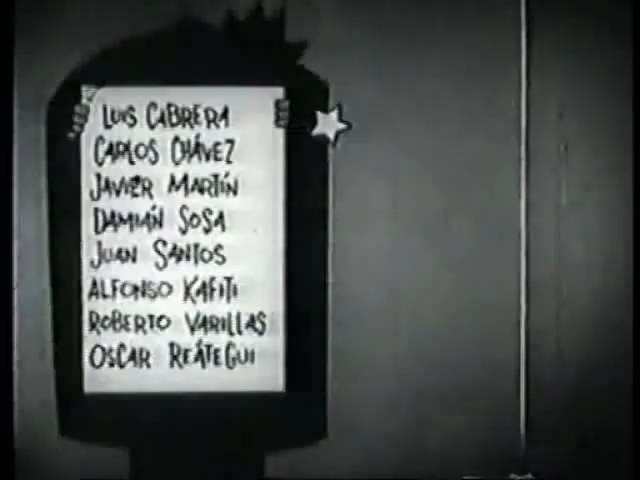 LUIS CABRERA
CARLOS CHÁVEZ
JAVIER MARTÍN
DAMIÁN SOSA
JUAN SANTOS
ALFONSO KAFITI
ROBERTO VARILLAS
OSCAR REÁTEGUI